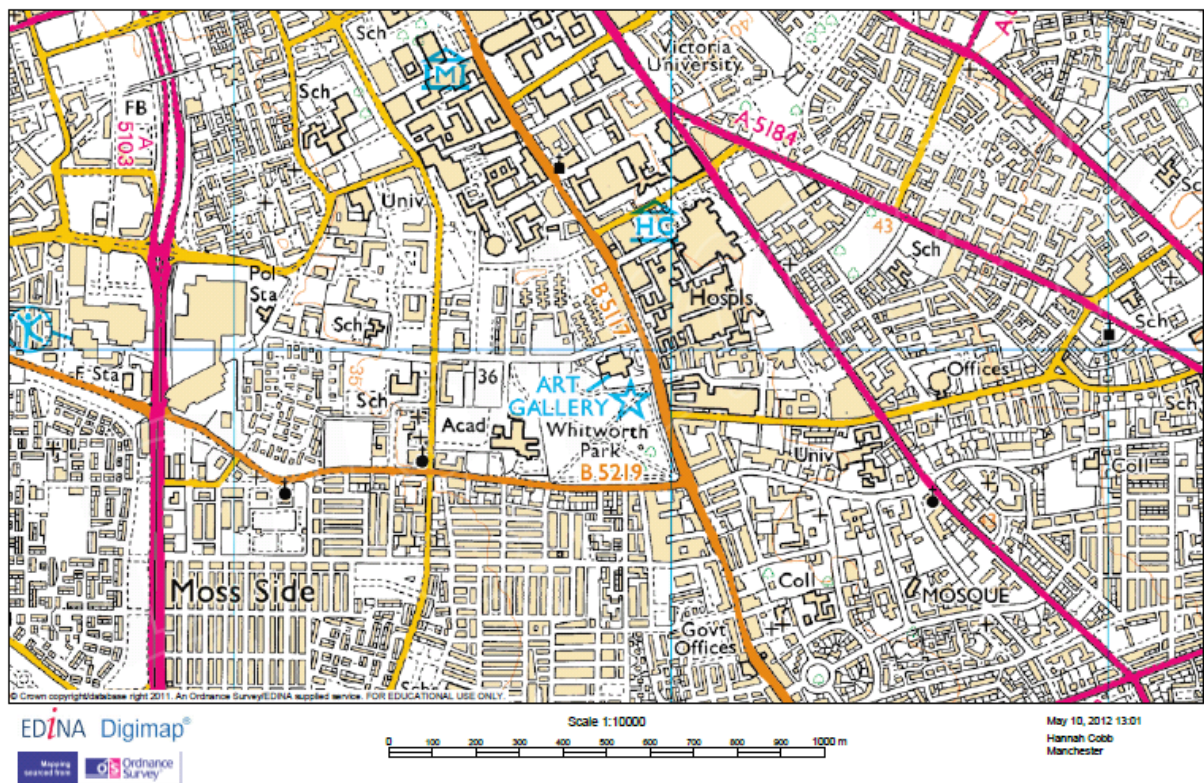 Sch
M
Victoria
University
A
Sch
FB
A
5103
A 5184
Univ
HG
43
Sch
Pol
Sta
B 5117
Hospls
Sch
Sch
F Sta
35
Sch
36
ART
GALLERY
Offices
Sch
Acad
Whitworth
Park
B 5219
Univ
Coll
Moss Side
Coll
MOSQUE
Govt
Offices
© Crown copyright/database right 2011. An Ordnance Survey/EDINA supplied service. FOR EDUCATIONAL USE ONLY.
EDINA Digimap®
Mapping
sourced from
OS Ordnance
Survey®
Scale 1:10000
0 100 200 300 400 500 600 700 800 900 1000 m
May 10, 2012 13:01
Hannah Cobb
Manchester